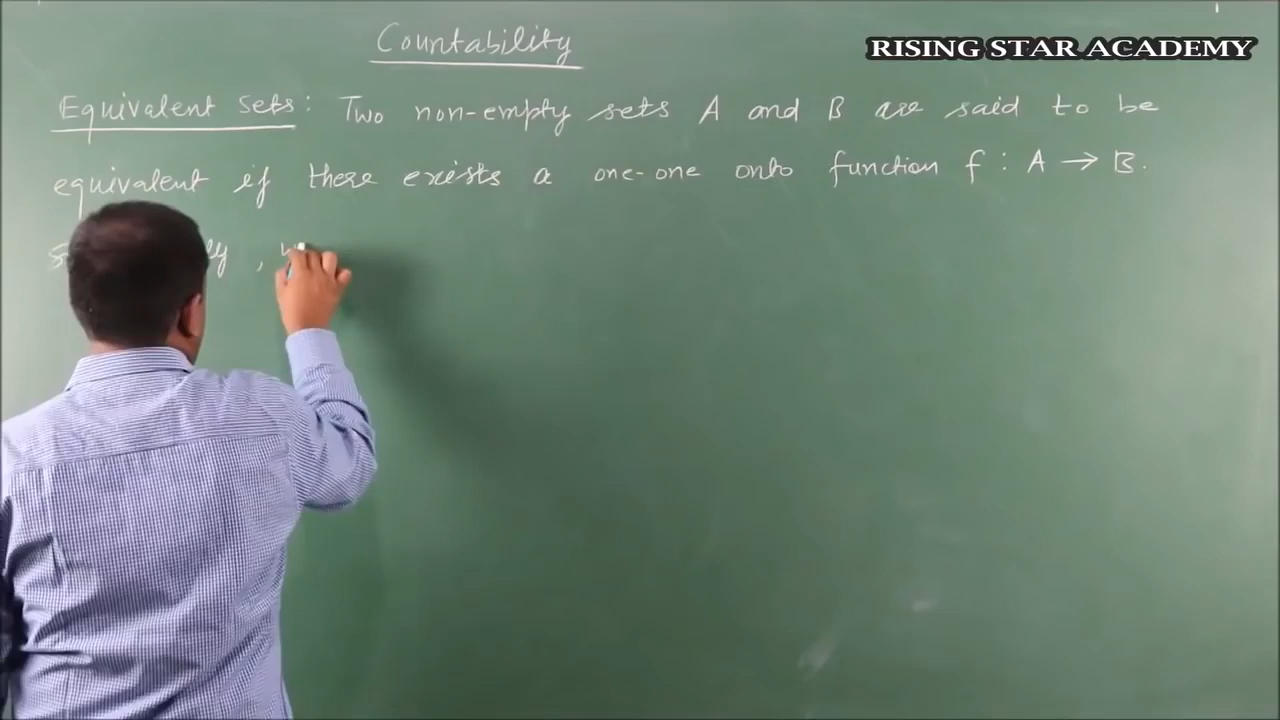 Countability
RISING STAR ACADEMY
Equivalent sets: Two non-empty sets A and B are said to be
equivalent if there exists a one-one onto function f : A → B.
,